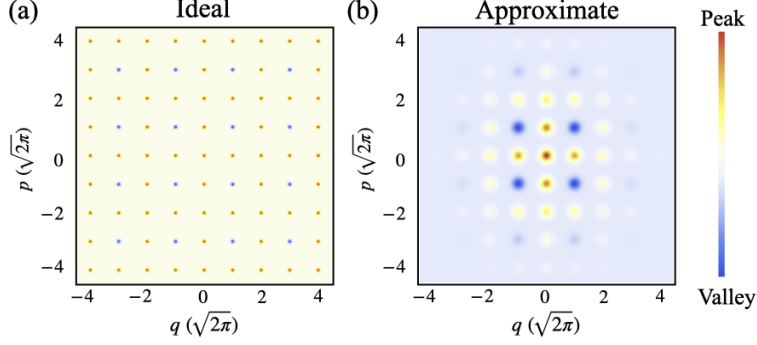 (a) Ideal
(b) Approximate
Peak
Valley
4
2
0
−2
−4
p (√2π)
−4 −2 0 2 4
q (√2π)
4
2
0
−2
−4
p (√2π)
−4 −2 0 2 4
q (√2π)